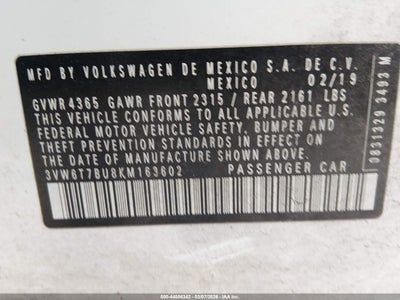 MFD BY VOLKSWAGEN DE MEXICO S.A. DE C.V.
MEXICO 02/19
GVWR 4365 GAWR FRONT 2315 / REAR 2161 LBS
THIS VEHICLE CONFORMS TO ALL APPLICABLE U.S.
FEDERAL MOTOR VEHICLE SAFETY, BUMPER AND
THEFT PREVENTION STANDARDS IN EFFECT
ON THE DATE OF MANUFACTURE SHOWN ABOVE.
3VW6T7BU8KM163602 PASSENGER CAR
0831329 3493 M
000-44598342 - 03/07/2026 - IAA Inc.